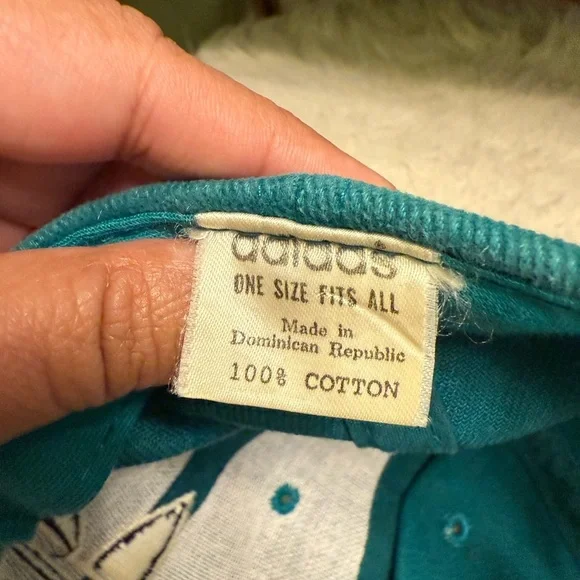 adidas
ONE SIZE FITS ALL
Made in
Dominican Republic
100% COTTON